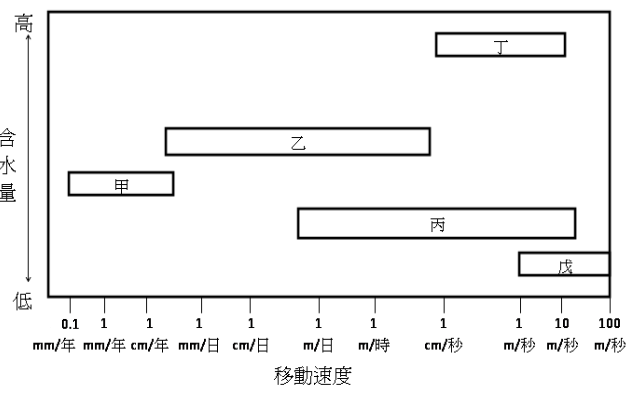 高
含水量
低
丁
乙
甲
丙
戊
0.1 1 1 1 1 1 1 1 1 10 100
mm/年 mm/年 cm/年 mm/日 cm/日 m/日 m/時 cm/秒 m/秒 m/秒 m/秒
移動速度